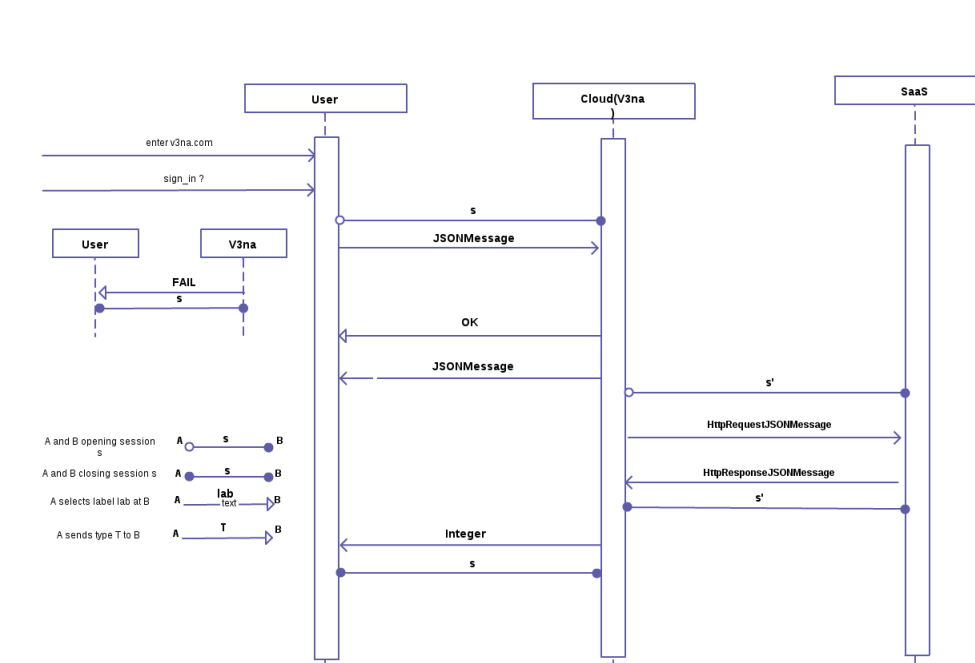 User
Cloud(V3na
)
SaaS
enter v3na.com
sign_in ?
s
JSONMessage
User
V3na
FAIL
s
OK
JSONMessage
s'
HttpRequestJSONMessage
HttpResponseJSONMessage
s'
Integer
s
A and B opening session
s
A s B
A and B closing session s
A s B
A selects label lab at B
A lab text B
A sends type T to B
A T B